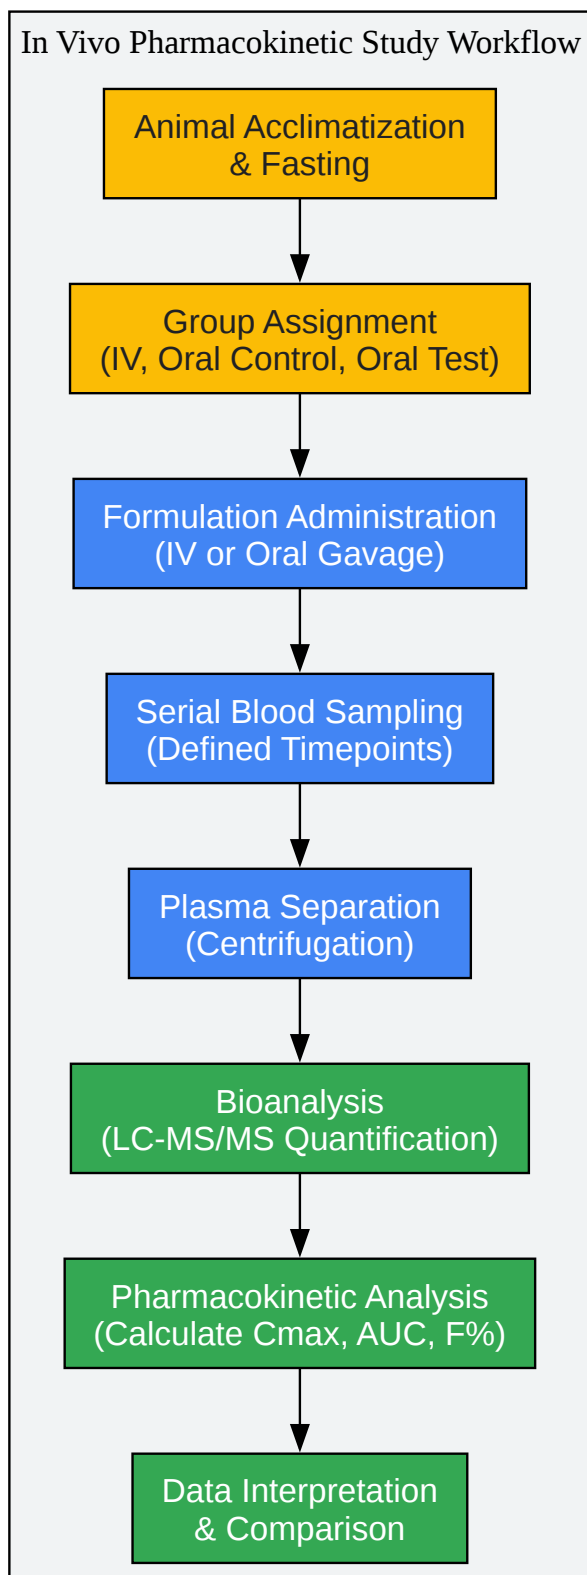 In Vivo Pharmacokinetic Study Workflow
Animal Acclimatization
& Fasting
Group Assignment
(IV, Oral Control, Oral Test)
Formulation Administration
(IV or Oral Gavage)
Serial Blood Sampling
(Defined Timepoints)
Plasma Separation
(Centrifugation)
Bioanalysis
(LC-MS/MS Quantification)
Pharmacokinetic Analysis
(Calculate Cmax, AUC, F%)
Data Interpretation
& Comparison